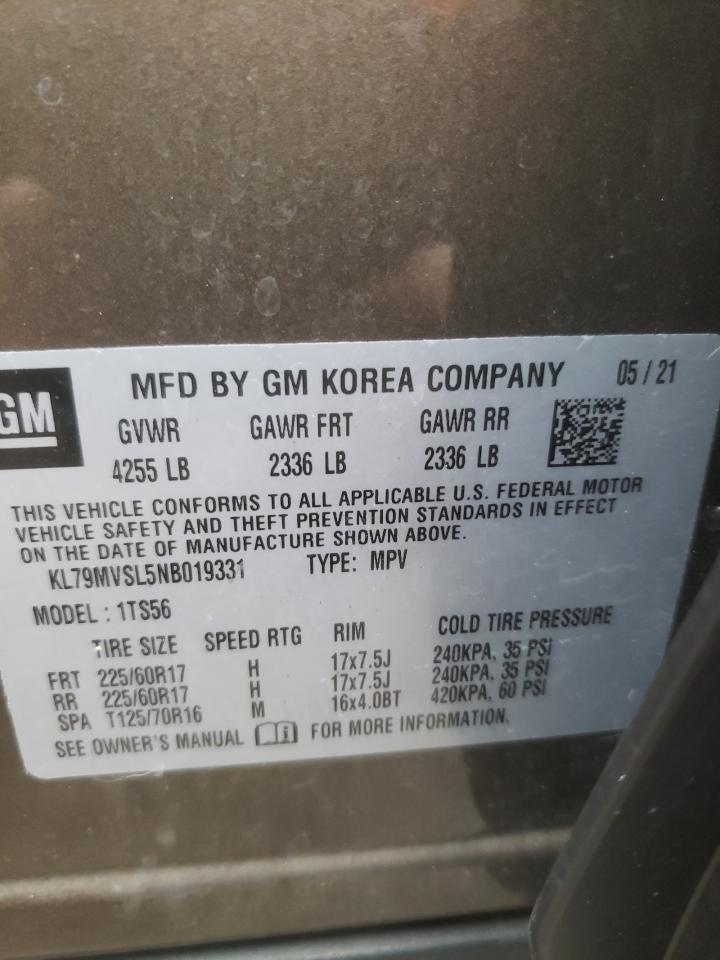 GM
MFD BY GM KOREA COMPANY 05 / 21
GVWR GAWR FRT GAWR RR
4255 LB 2336 LB 2336 LB
THIS VEHICLE CONFORMS TO ALL APPLICABLE U.S. FEDERAL MOTOR
VEHICLE SAFETY AND THEFT PREVENTION STANDARDS IN EFFECT
ON THE DATE OF MANUFACTURE SHOWN ABOVE.
KL79MVSL5NB019331 TYPE: MPV
MODEL : 1TS56
TIRE SIZE SPEED RTG RIM COLD TIRE PRESSURE
FRT 225/60R17 H 17x7.5J 240KPA, 35 PSI
RR 225/60R17 H 17x7.5J 240KPA, 35 PSI
SPA T125/70R16 M 16x4.0BT 420KPA, 60 PSI
SEE OWNER'S MANUAL i FOR MORE INFORMATION.